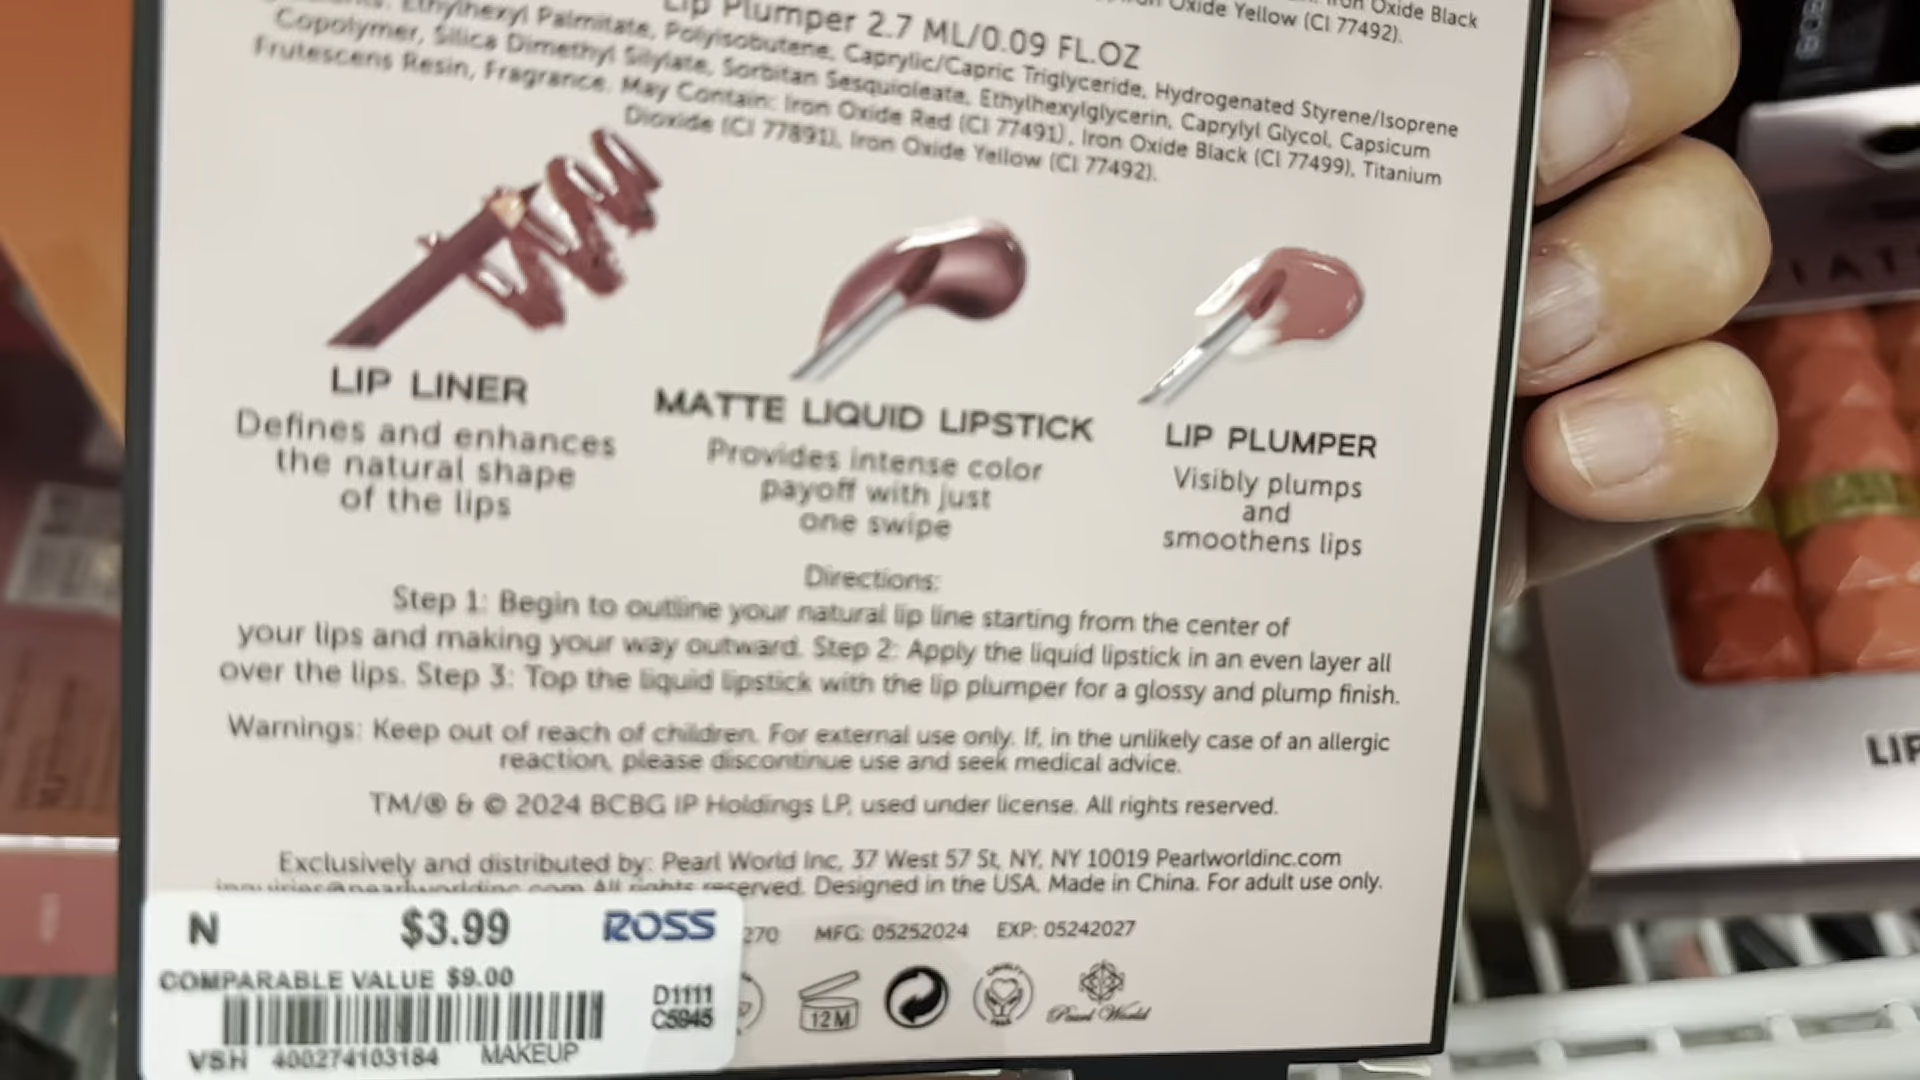 Oxide Black
Oxide Yellow (CI 77492).
Lip Plumper 2.7 ML/0.09 FL.OZ
Ethylhexyl Palmitate, Polyisobutene, Caprylic/Capric Triglyceride, Hydrogenated Styrene/Isoprene
Copolymer, Silica Dimethyl Silylate, Sorbitan Sesquioleate, Ethylhexylglycerin, Caprylyl Glycol, Capsicum
Frutescens Resin, Fragrance. May Contain: Iron Oxide Red (CI 77491), Iron Oxide Black (CI 77499), Titanium
Dioxide (CI 77891), Iron Oxide Yellow (CI 77492).
LIP LINER
Defines and enhances
the natural shape
of the lips
MATTE LIQUID LIPSTICK
Provides intense color
payoff with just
one swipe
LIP PLUMPER
Visibly plumps
and
smoothens lips
Directions:
Step 1: Begin to outline your natural lip line starting from the center of
your lips and making your way outward. Step 2: Apply the liquid lipstick in an even layer all
over the lips. Step 3: Top the liquid lipstick with the lip plumper for a glossy and plump finish.
Warnings: Keep out of reach of children. For external use only. If, in the unlikely case of an allergic
reaction, please discontinue use and seek medical advice.
TM/® & © 2024 BCBG IP Holdings LP, used under license. All rights reserved.
Exclusively and distributed by: Pearl World Inc, 37 West 57 St, NY, NY 10019 Pearlworldinc.com
inquiries@pearlworldinc.com All rights reserved. Designed in the USA. Made in China. For adult use only.
270 MFG: 05252024 EXP: 05242027
N $3.99 ROSS
COMPARABLE VALUE $9.00
D1111
C5945
VSH 400274103184 MAKEUP
12M
Pearl World
LIP